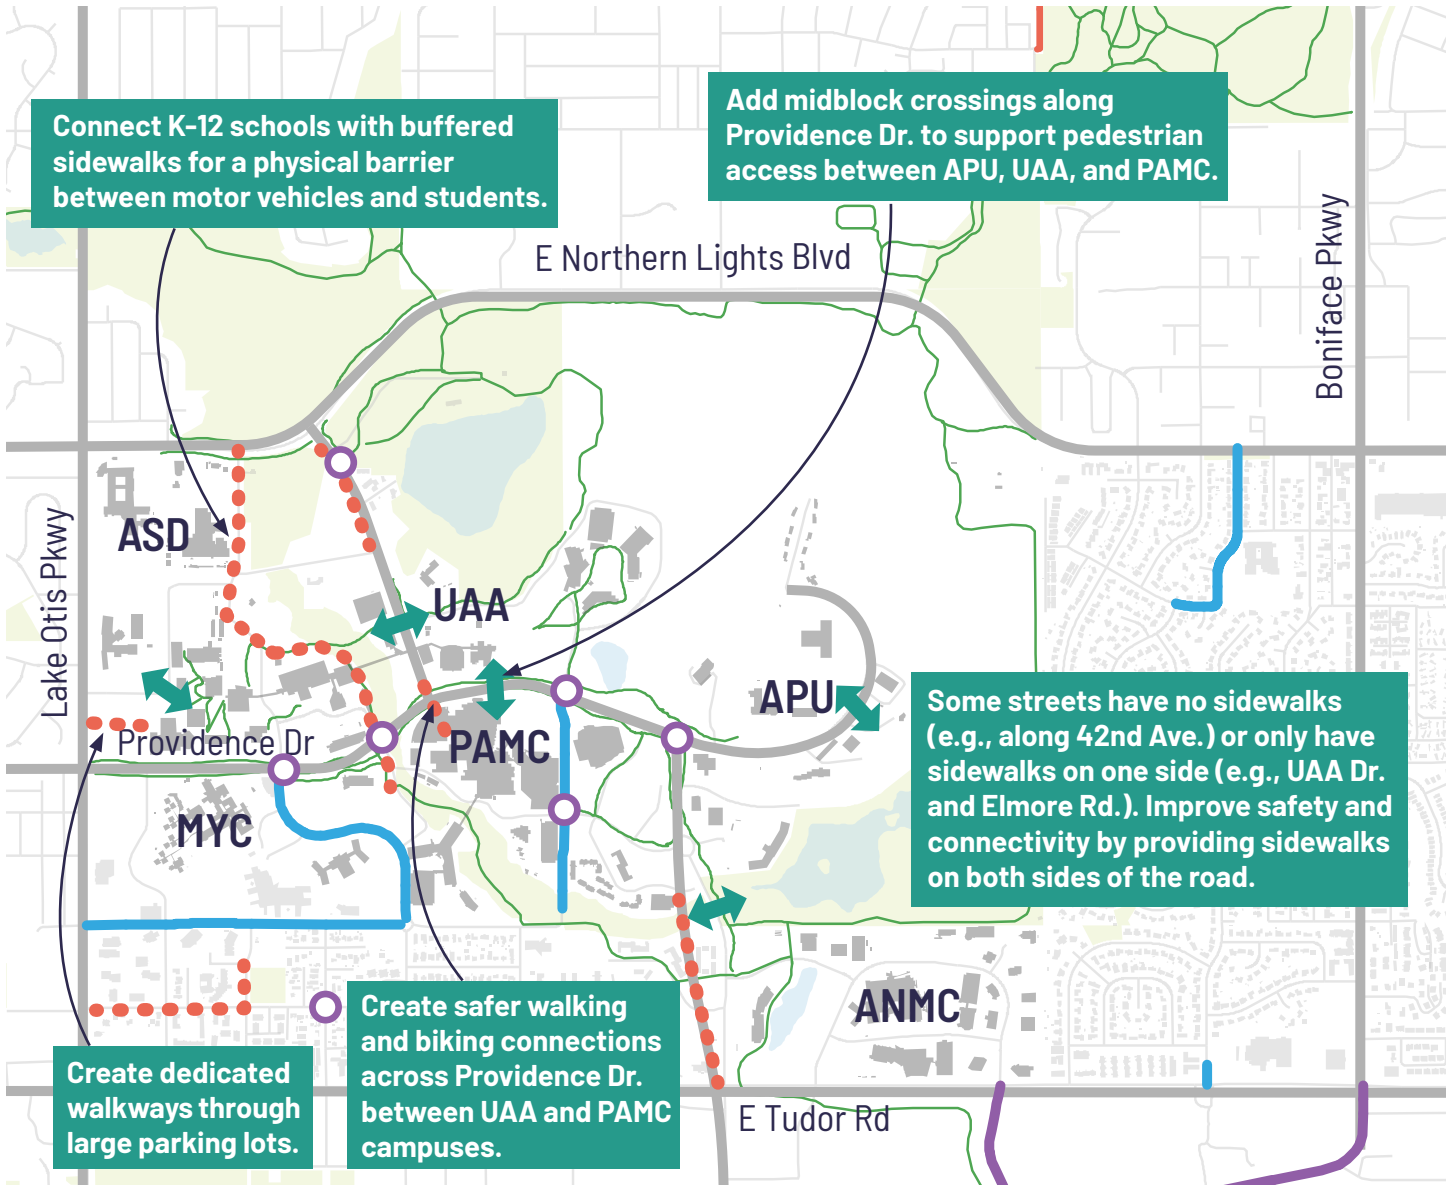 Connect K-12 schools with buffered
sidewalks for a physical barrier
between motor vehicles and students.
Add midblock crossings along
Providence Dr. to support pedestrian
access between APU, UAA, and PAMC.
E Northern Lights Blvd
Boniface Pkwy
Lake Otis Pkwy
ASD
UAA
APU
Providence Dr
PAMC
MYC
Some streets have no sidewalks
(e.g., along 42nd Ave.) or only have
sidewalks on one side (e.g., UAA Dr.
and Elmore Rd.). Improve safety and
connectivity by providing sidewalks
on both sides of the road.
ANMC
Create dedicated
walkways through
large parking lots.
Create safer walking
and biking connections
across Providence Dr.
between UAA and PAMC
campuses.
E Tudor Rd